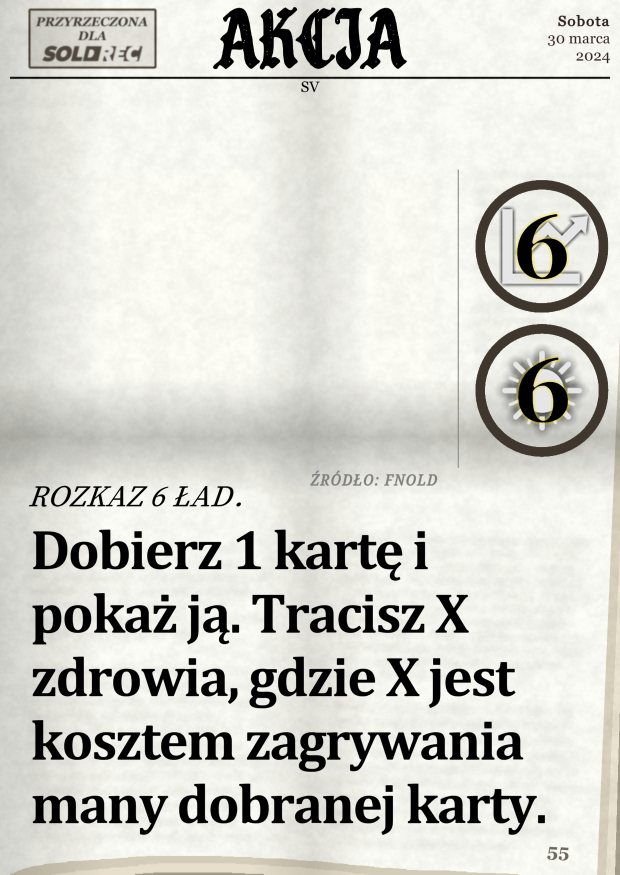 PRZYRZECZONA
DLA
SOLDREC
AKCJA
Sobota
30 marca
2024
SV
6
6
ŹRÓDŁO: FNOLD
ROZKAZ 6 ŁAD.
Dobierz 1 kartę i
pokaż ją. Tracisz X
zdrowia, gdzie X jest
kosztem zagrywania
many dobranej karty.
55